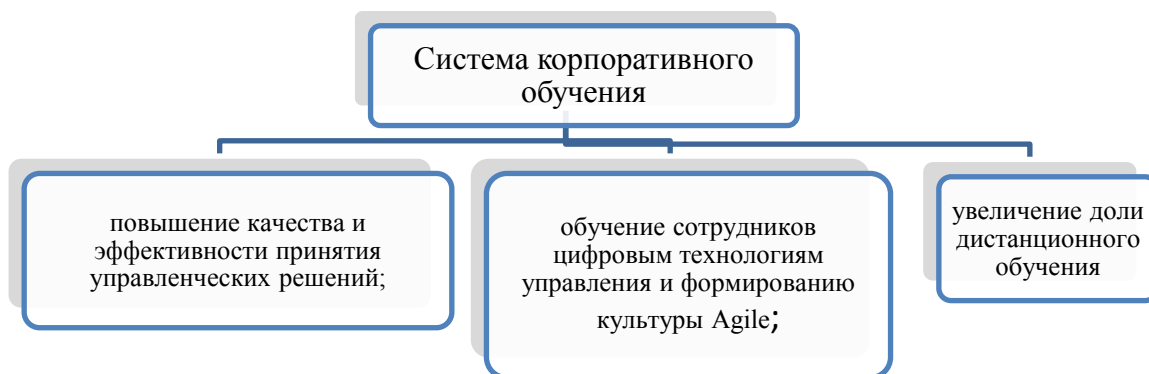 Система корпоративного
обучения
повышение качества и
эффективности принятия
управленческих решений;
обучение сотрудников
цифровым технологиям
управления и формированию
культуры Agile;
увеличение доли
дистанционного
обучения